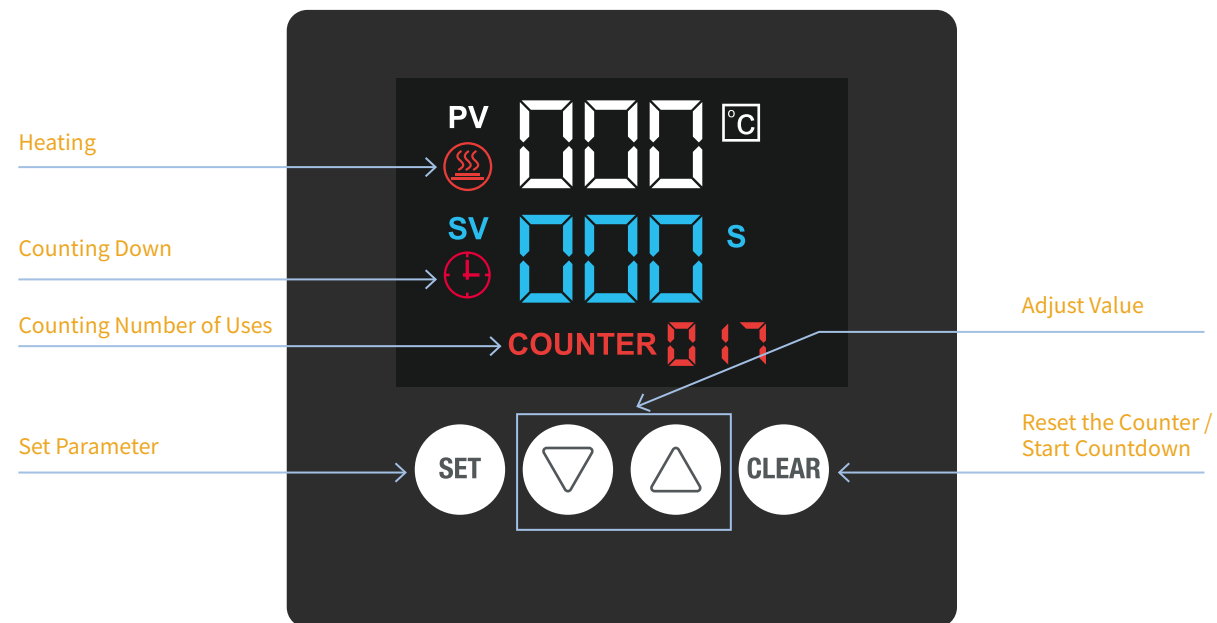 Heating
PV 000 °C
Counting Down
SV 000 S
Counting Number of Uses
COUNTER 017
Adjust Value
Set Parameter
SET
CLEAR
Reset the Counter /
Start Countdown